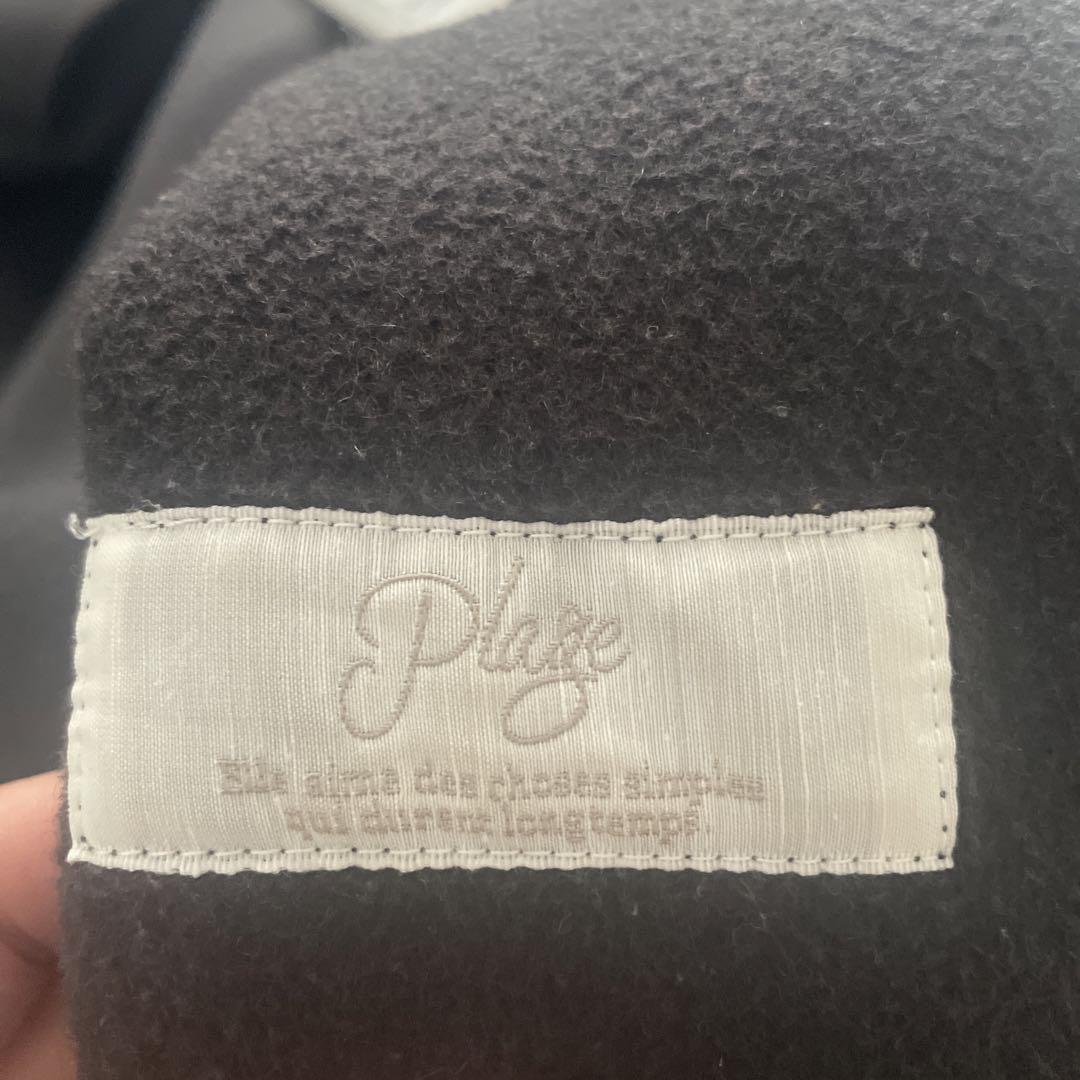 Plage
Elle aime des choses simples
qui durent longtemps.